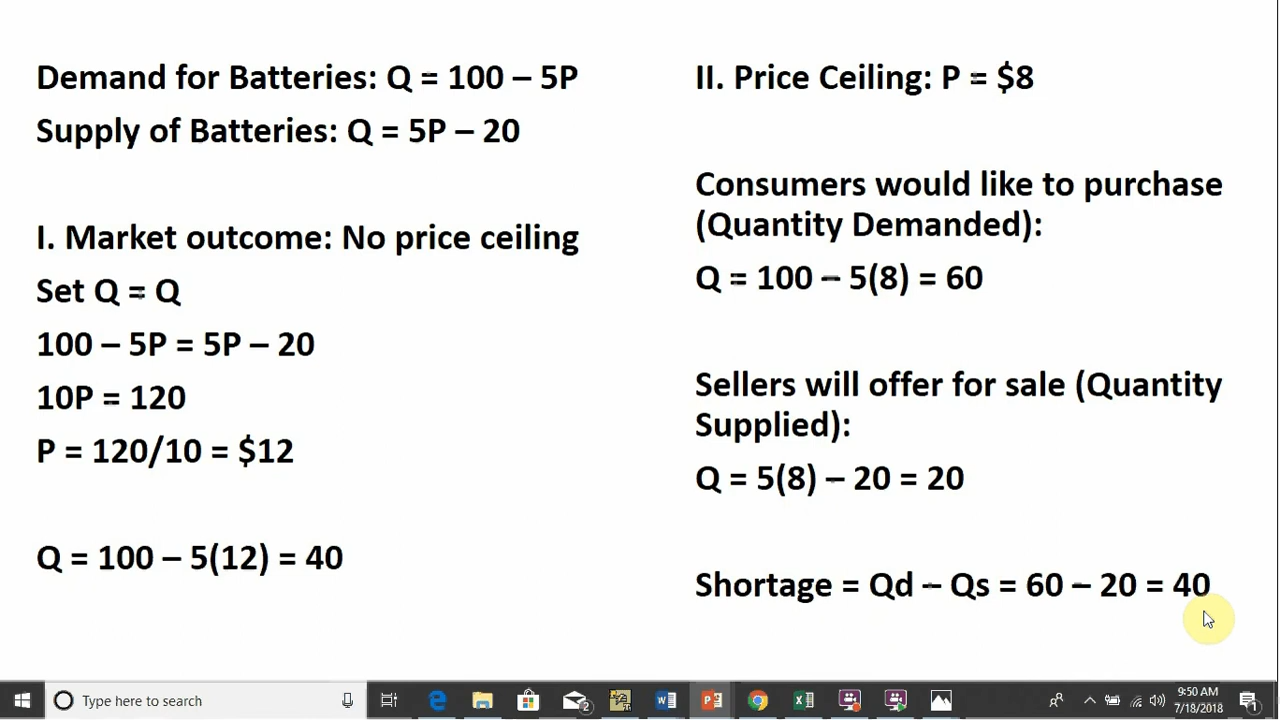 Demand for Batteries: Q = 100 – 5P
Supply of Batteries: Q = 5P – 20
I. Market outcome: No price ceiling
Set Q = Q
100 – 5P = 5P – 20
10P = 120
P = 120/10 = $12
Q = 100 – 5(12) = 40
II. Price Ceiling: P = $8
Consumers would like to purchase
(Quantity Demanded):
Q = 100 – 5(8) = 60
Sellers will offer for sale (Quantity
Supplied):
Q = 5(8) – 20 = 20
Shortage = Qd – Qs = 60 – 20 = 40
Type here to search
2
9:50 AM
7/18/2018
1